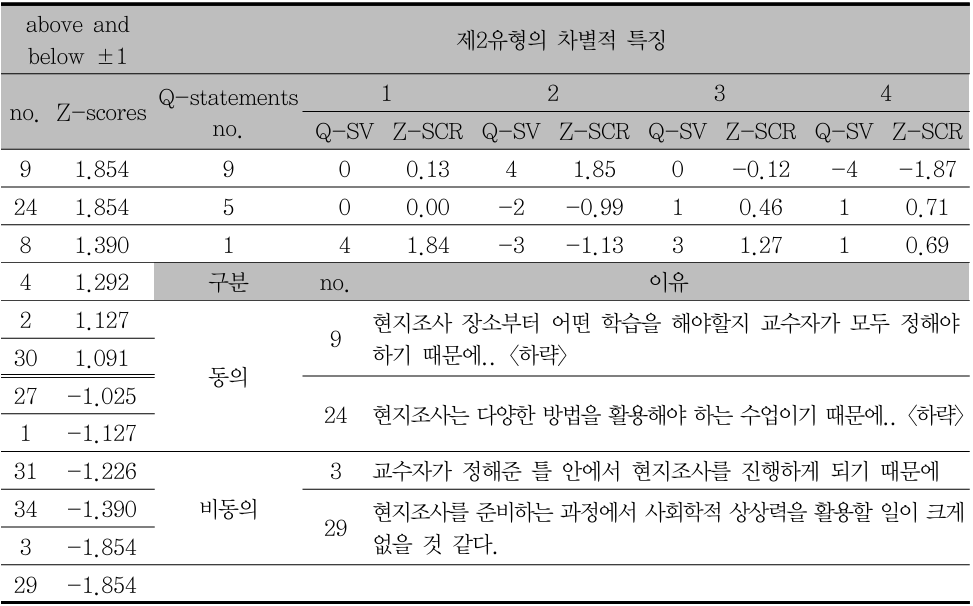 above and below ±1 제2유형의 차별적 특징
no. Z-scores Q-statements no. 1 2 3 4
Q-SV Z-SCR Q-SV Z-SCR Q-SV Z-SCR Q-SV Z-SCR
9 1.854 9 0 0.13 4 1.85 0 -0.12 -4 -1.87
24 1.854 5 0 0.00 -2 -0.99 1 0.46 1 0.71
8 1.390 1 4 1.84 -3 -1.13 3 1.27 1 0.69
4 1.292 구분 no. 이유
2 1.127
30 1.091
27 -1.025
1 -1.127
동의
9 현지조사 장소부터 어떤 학습을 해야할지 교수자가 모두 정해야
하기 때문에.. 〈하략〉
24 현지조사는 다양한 방법을 활용해야 하는 수업이기 때문에.. 〈하략〉
31 -1.226
34 -1.390
3 -1.854
29 -1.854
비동의
3 교수자가 정해준 틀 안에서 현지조사를 진행하게 되기 때문에
29 현지조사를 준비하는 과정에서 사회학적 상상력을 활용할 일이 크게
없을 것 같다.